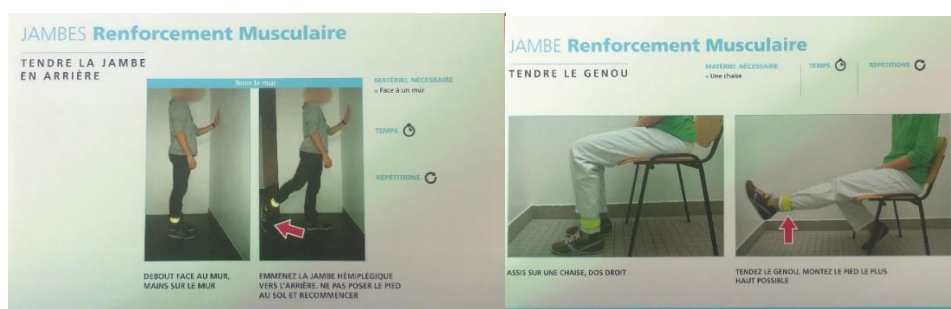 JAMBES Renforcement Musculaire
TENDRE LA JAMBE
EN ARRIÈRE
Tenir le mur
MATÉRIEL NÉCESSAIRE
» Face à un mur
TEMPS
RÉPÉTITIONS
DEBOUT FACE AU MUR,
MAINS SUR LE MUR
EMMENEZ LA JAMBE HÉMIPLÉGIQUE
VERS L'ARRIÈRE. NE PAS POSER LE PIED
AU SOL ET RECOMMENCER
JAMBE Renforcement Musculaire
TENDRE LE GENOU
MATÉRIEL NÉCESSAIRE
» Une chaise
TEMPS
RÉPÉTITIONS
ASSIS SUR UNE CHAISE, DOS DROIT
TENDEZ LE GENOU, MONTEZ LE PIED LE PLUS
HAUT POSSIBLE